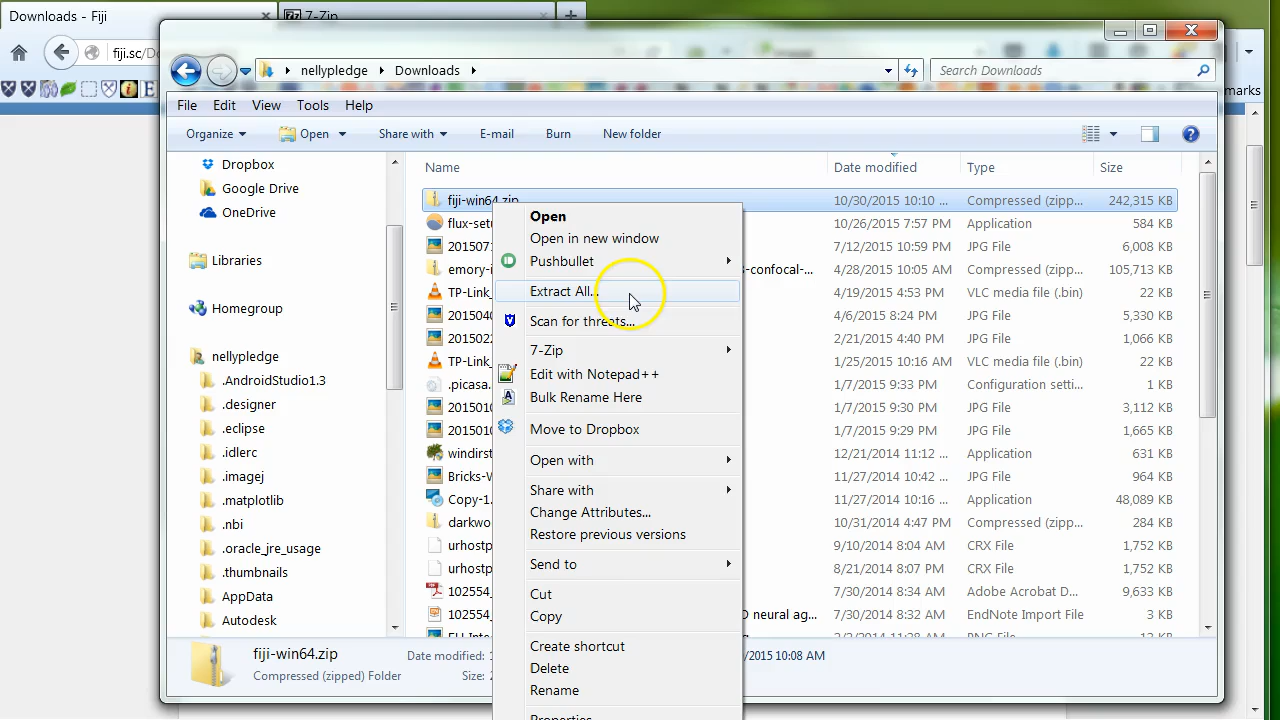 Downloads - Fiji
7-Zip
fiji.sc/Do
nellypledge
Downloads
Search Downloads
marks
File Edit View Tools Help
Organize Open Share with E-mail Burn New folder
Name Date modified Type Size
Dropbox
Google Drive
OneDrive
Libraries
Homegroup
nellypledge
.AndroidStudio1.3
.designer
.eclipse
.idlerc
.imagej
.matplotlib
.nbi
.oracle_jre_usage
.thumbnails
AppData
Autodesk
fiji-win64.zip 10/30/2015 10:10 ... Compressed (zipp... 242,315 KB
flux-set 10/26/2015 7:57 PM Application 584 KB
201507 7/12/2015 10:59 PM JPG File 6,008 KB
emory-i s-confocal-... 4/28/2015 10:05 AM Compressed (zipp... 105,713 KB
TP-Link_ 4/19/2015 4:53 PM VLC media file (.bin)
201504 4/6/2015 8:24 PM JPG File 5,330 KB
201502 2/21/2015 4:40 PM JPG File 1,066 KB
TP-Link_ 1/25/2015 10:16 AM VLC media file (.bin)
.picasa. 1/7/2015 9:33 PM Configuration setti... 1 KB
201501 1/7/2015 9:30 PM JPG File 3,112 KB
201501 1/7/2015 9:29 PM JPG File 1,665 KB
windirst 12/21/2014 11:12 ... Application 631 KB
Bricks-W 11/27/2014 10:42 ... JPG File 964 KB
Copy-1. 11/27/2014 10:16 ... Application
darkwo 10/31/2014 4:47 PM Compressed (zipp... 284 KB
urhostp 9/10/2014 8:04 AM CRX File 1,752 KB
urhostp 8/21/2014 8:07 PM CRX File 1,752 KB
102554_ 7/30/2014 8:34 AM Adobe Acrobat D... 9,633 KB
102554_ D neural ag... 7/30/2014 8:34 AM EndNote Import File 3 KB
Open
Open in new window
Pushbullet
Extract All...
Scan for threats...
7-Zip
Edit with Notepad++
Bulk Rename Here
Move to Dropbox
Open with
Share with
Change Attributes...
Restore previous versions
Send to
Cut
Copy
Create shortcut
Delete
Rename
Properties
fiji-win64.zip Date modified: 1 /2015 10:08 AM
Compressed (zipped) Folder Size: 2